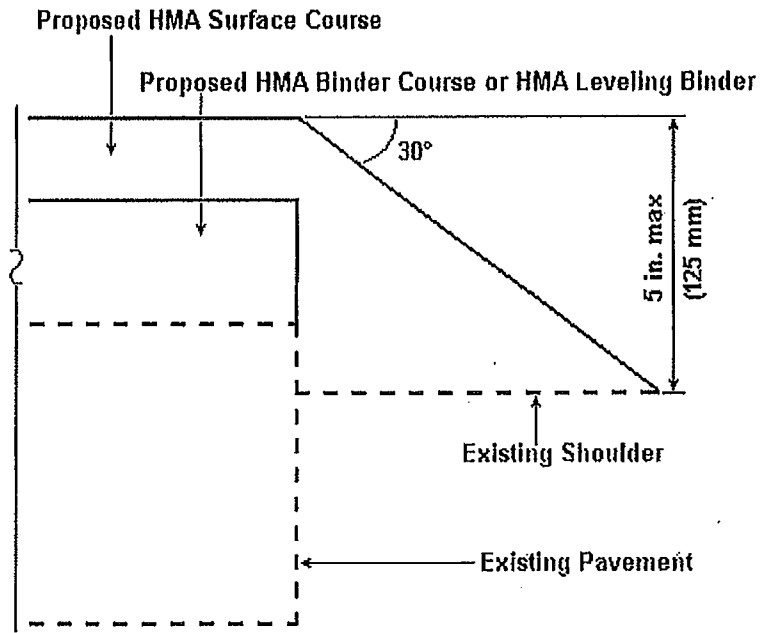 Proposed HMA Surface Course
Proposed HMA Binder Course or HMA Leveling Binder
30°
5 in. max
(125 mm)
Existing Shoulder
Existing Pavement